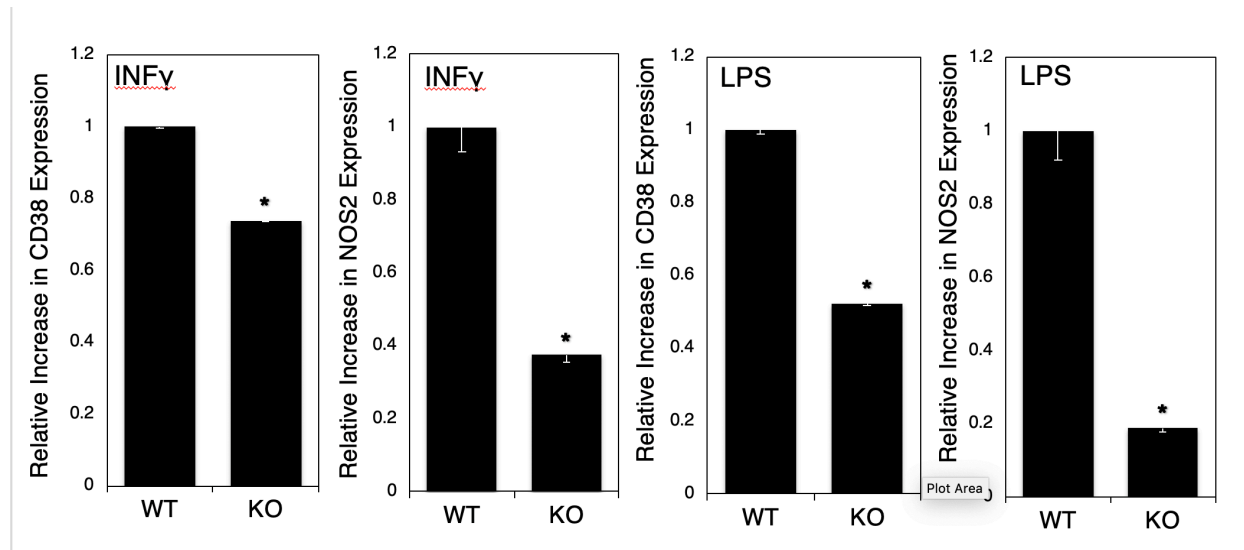 Relative Increase in CD38 Expression
1.2
1
0.8
0.6
0.4
0.2
0
INFγ
*
WT KO
Relative Increase in NOS2 Expression
1.2
1
0.8
0.6
0.4
0.2
0
INFγ
*
WT KO
Relative Increase in CD38 Expression
1.2
1
0.8
0.6
0.4
0.2
0
LPS
*
WT KO
Relative Increase in NOS2 Expression
1.2
1
0.8
0.6
0.4
0.2
0
LPS
*
WT KO
Plot Area